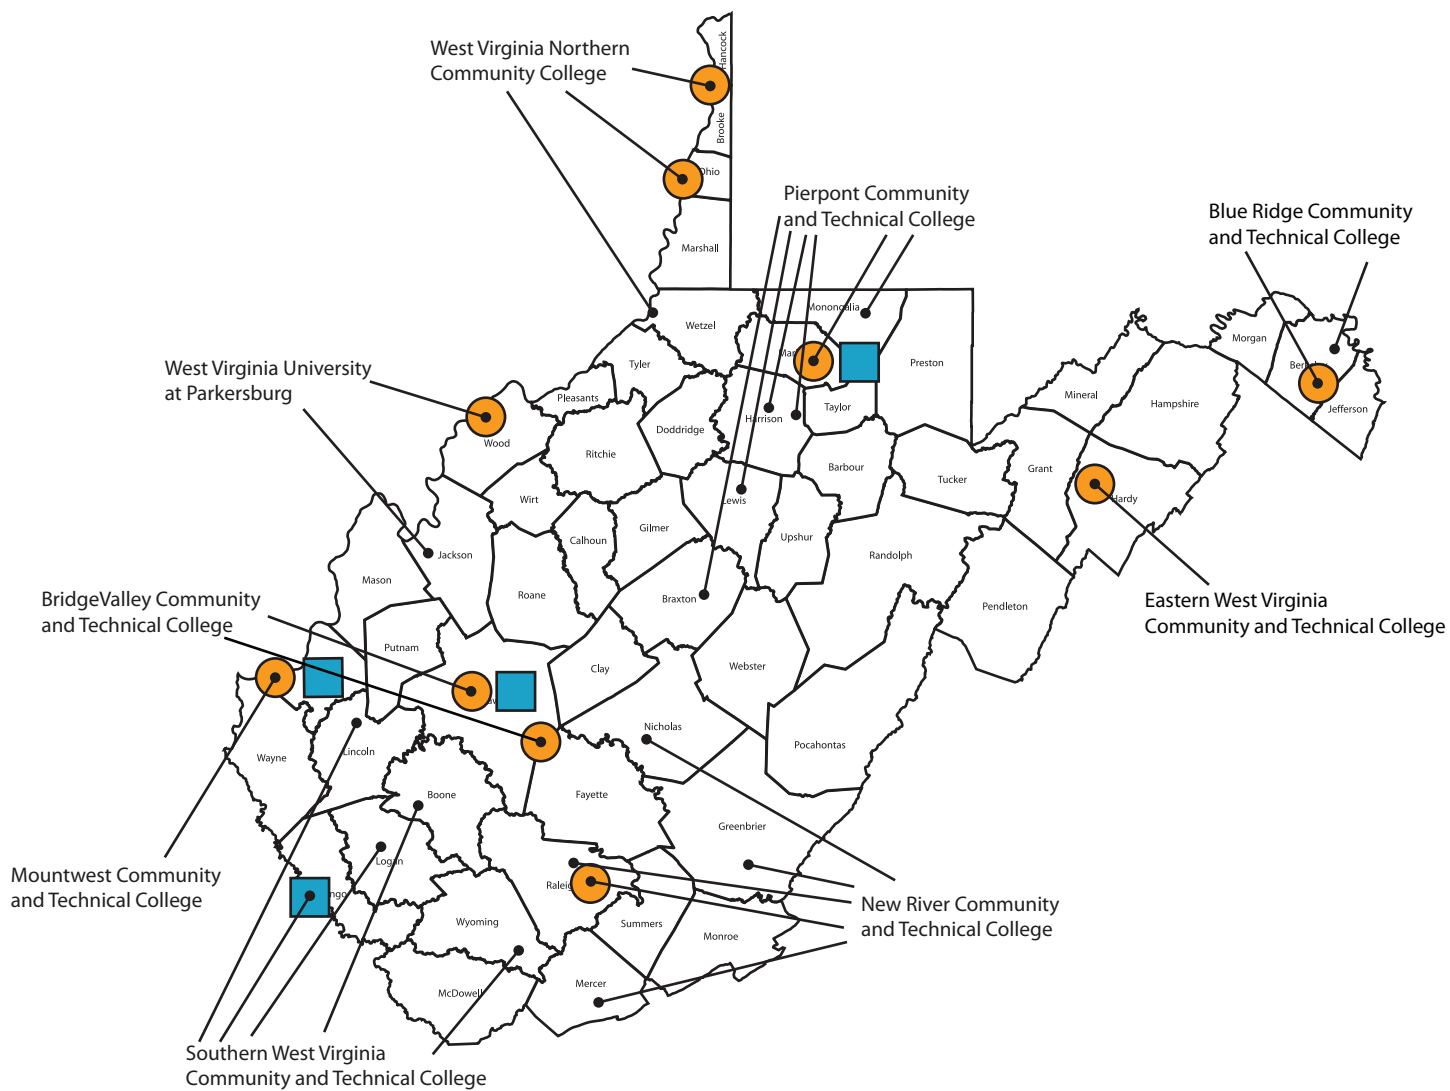 Hancock
West Virginia Northern
Community College
Brooke
Ohio
Pierpont Community
and Technical College
Blue Ridge Community
and Technical College
Marshall
Monongalia
Wetzel
Morgan
Tyler
Preston
West Virginia University
at Parkersburg
Pleasants
Mineral
Hampshire
Taylor
Jefferson
Harrison
Doddridge
Wood
Ritchie
Barbour
Grant
Tucker
Wirt
Lewis
Hardy
Gilmer
Calhoun
Upshur
Jackson
Randolph
Mason
Roane
Braxton
BridgeValley Community
and Technical College
Pendleton
Eastern West Virginia
Community and Technical College
Putnam
Clay
Webster
Nicholas
Pocahontas
Wayne
Lincoln
Boone
Fayette
Greenbrier
Logan
Mountwest Community
and Technical College
New River Community
and Technical College
Wyoming
Summers
Monroe
Mercer
McDowell
Southern West Virginia
Community and Technical College